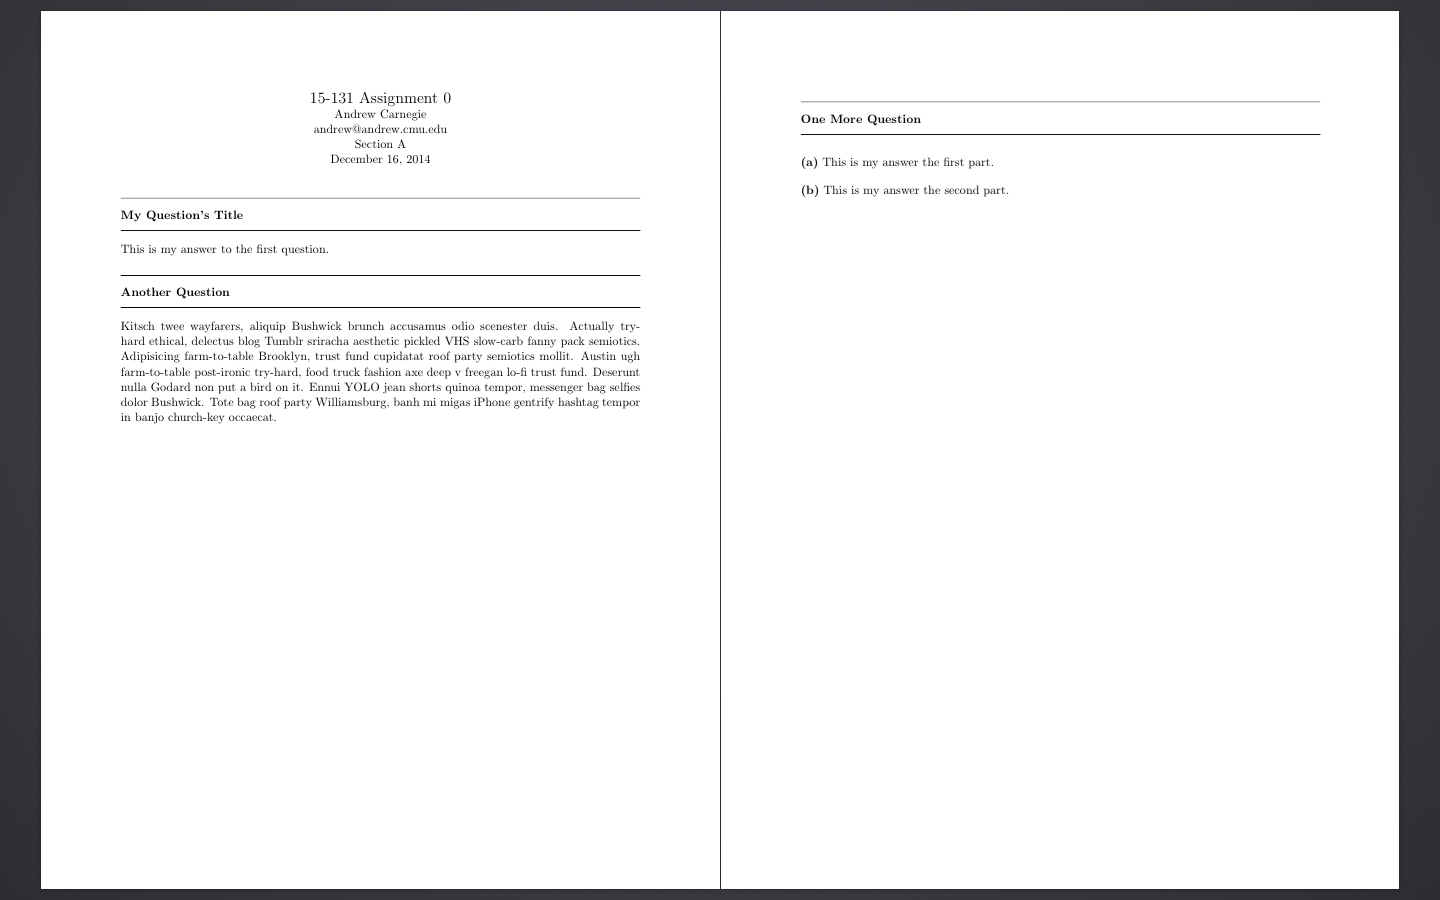 15-131 Assignment 0
Andrew Carnegie
andrew@andrew.cmu.edu
Section A
December 16, 2014
My Question's Title
This is my answer to the first question.
Another Question
Kitsch twee wayfarers, aliquip Bushwick brunch accusamus odio scenester duis. Actually try-
hard ethical, delectus blog Tumblr sriracha aesthetic pickled VHS slow-carb fanny pack semiotics.
Adipisicing farm-to-table Brooklyn, trust fund cupidatat roof party semiotics mollit. Austin ugh
farm-to-table post-ironic try-hard, food truck fashion axe deep v freegan lo-fi trust fund. Deserunt
nulla Godard non put a bird on it. Ennui YOLO jean shorts quinoa tempor, messenger bag selfies
dolor Bushwick. Tote bag roof party Williamsburg, banh mi migas iPhone gentrify hashtag tempor
in banjo church-key occaecat.
One More Question
(a) This is my answer the first part.
(b) This is my answer the second part.